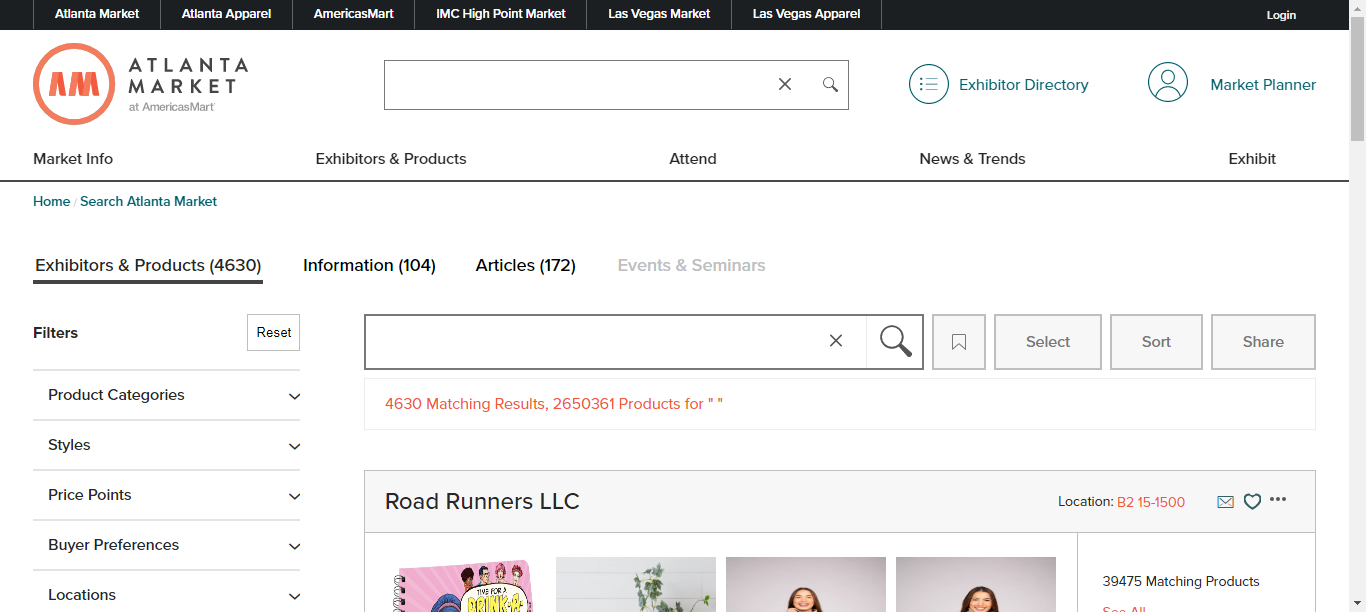 Atlanta Market Atlanta Apparel AmericasMart IMC High Point Market Las Vegas Market Las Vegas Apparel Login
AM ATLANTA
MARKET
at AmericasMart
Exhibitor Directory Market Planner
Market Info Exhibitors & Products Attend News & Trends Exhibit
Home / Search Atlanta Market
Exhibitors & Products (4630) Information (104) Articles (172) Events & Seminars
Filters Reset
Select Sort Share
Product Categories
4630 Matching Results, 2650361 Products for " "
Styles
Price Points
Road Runners LLC Location: B2 15-1500
Buyer Preferences
Locations
39475 Matching Products
See All
TIME FOR A
DRINK-A-